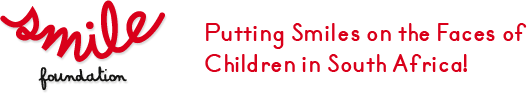 smile
foundation
Putting Smiles on the Faces of
Children in South Africa!